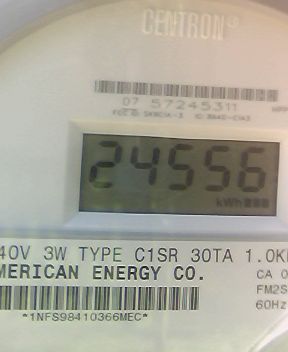 CENTRON®
07 57245311
24556
kWh
40V 3W TYPE C1SR 30TA 1.0K
MERICAN ENERGY CO.
CA 0
FM2S
60Hz
*1NFS98410366MEC*